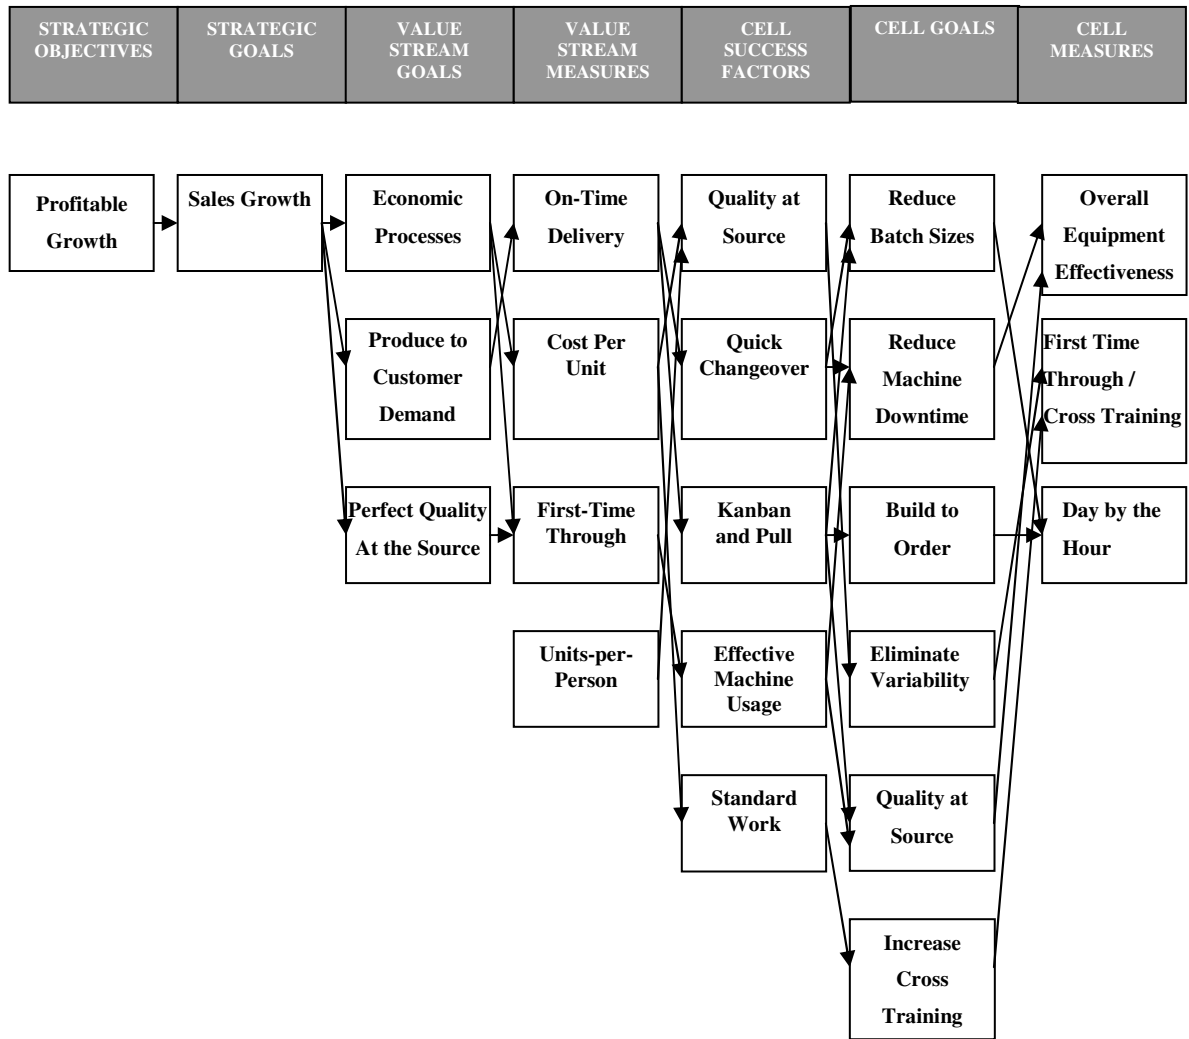 STRATEGIC
OBJECTIVES
STRATEGIC
GOALS
VALUE
STREAM
GOALS
VALUE
STREAM
MEASURES
CELL
SUCCESS
FACTORS
CELL GOALS
CELL
MEASURES
Profitable
Growth
Sales Growth
Economic
Processes
On-Time
Delivery
Quality at
Source
Reduce
Batch Sizes
Overall
Equipment
Effectiveness
Produce to
Customer
Demand
Cost Per
Unit
Quick
Changeover
Reduce
Machine
Downtime
First Time
Through /
Cross Training
Perfect Quality
At the Source
First-Time
Through
Kanban
and Pull
Build to
Order
Day by the
Hour
Units-per-
Person
Effective
Machine
Usage
Eliminate
Variability
Standard
Work
Quality at
Source
Increase
Cross
Training